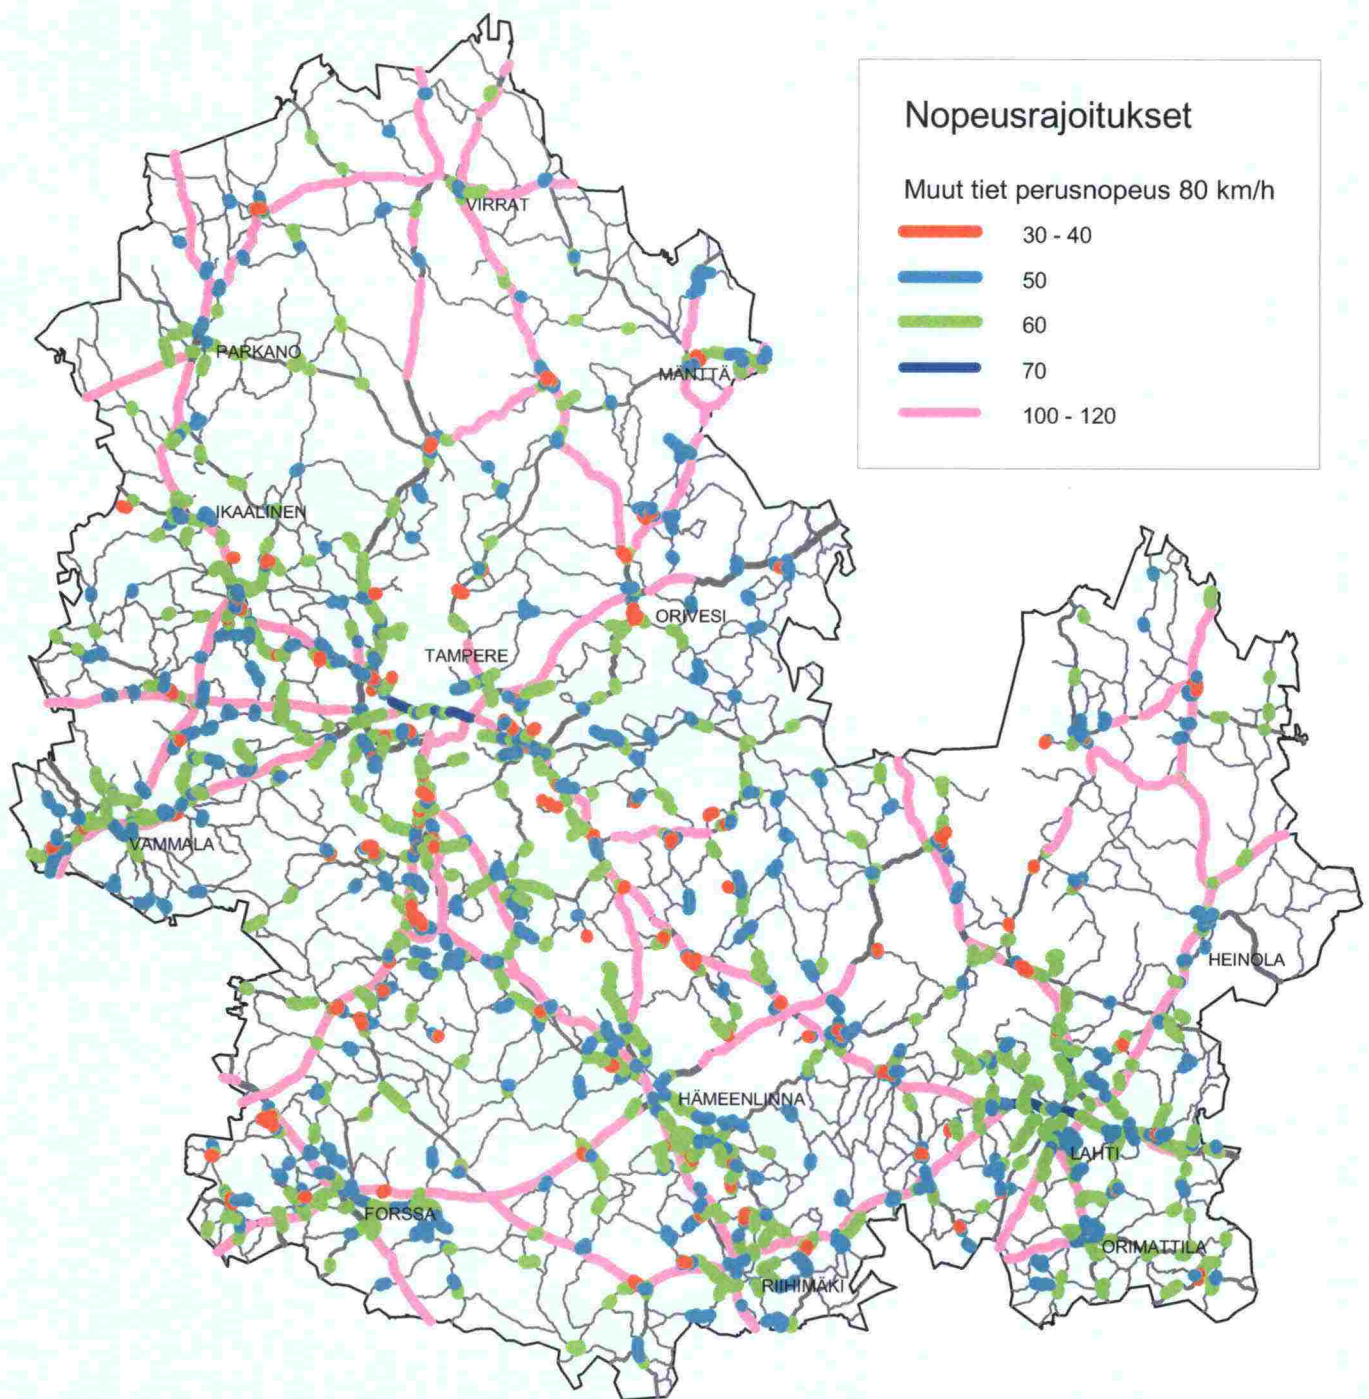 Nopeusrajoitukset
Muut tiet perusnopeus 80 km/h
30 - 40
50
60
70
100 - 120
VIRRAT
PARKANO
MÄNTTÄ
IKAALINEN
ORIVESI
TAMPERE
VAMMALA
HEINOLA
HÄMEENLINNA
LAHTI
FORSSA
ORIMATTILA
RIIHIMÄKI